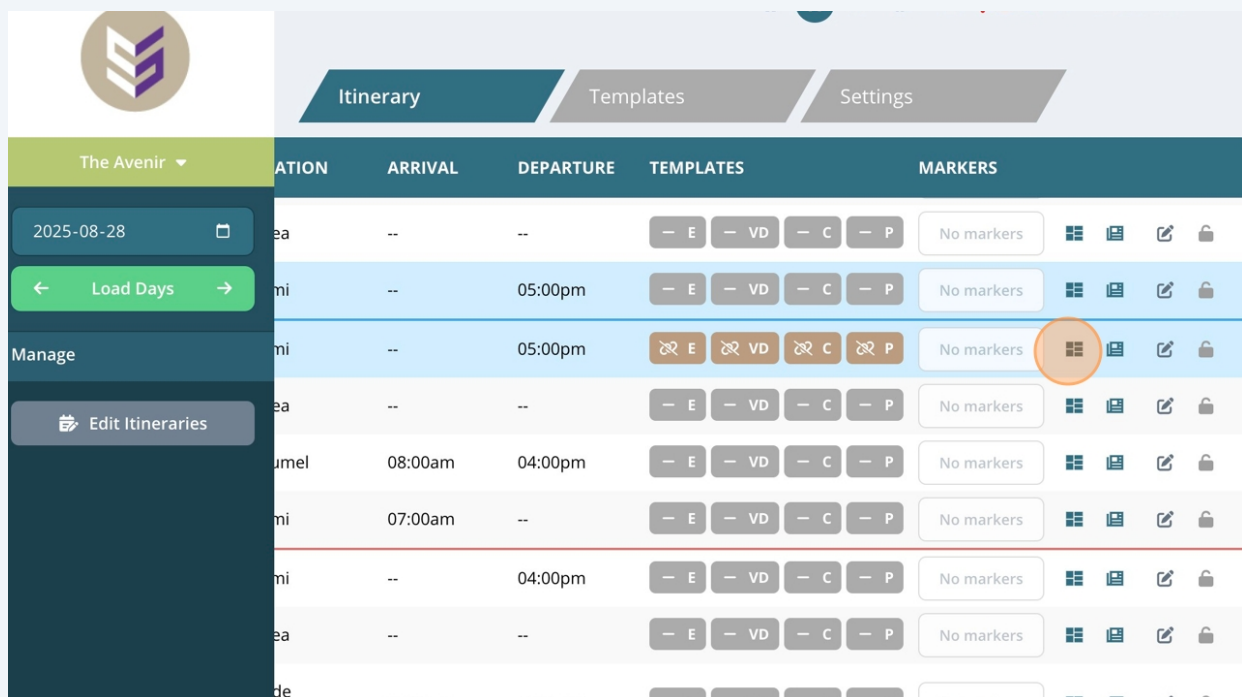 Itinerary Templates Settings
The Avenir
ATION ARRIVAL DEPARTURE TEMPLATES MARKERS
2025-08-28
Load Days
Manage
Edit Itineraries
ea -- -- — E — VD — C — P No markers
mi -- 05:00pm — E — VD — C — P No markers
mi -- 05:00pm E VD C P No markers
ea -- -- — E — VD — C — P No markers
umel 08:00am 04:00pm — E — VD — C — P No markers
mi 07:00am -- — E — VD — C — P No markers
mi -- 04:00pm — E — VD — C — P No markers
ea -- -- — E — VD — C — P No markers
de